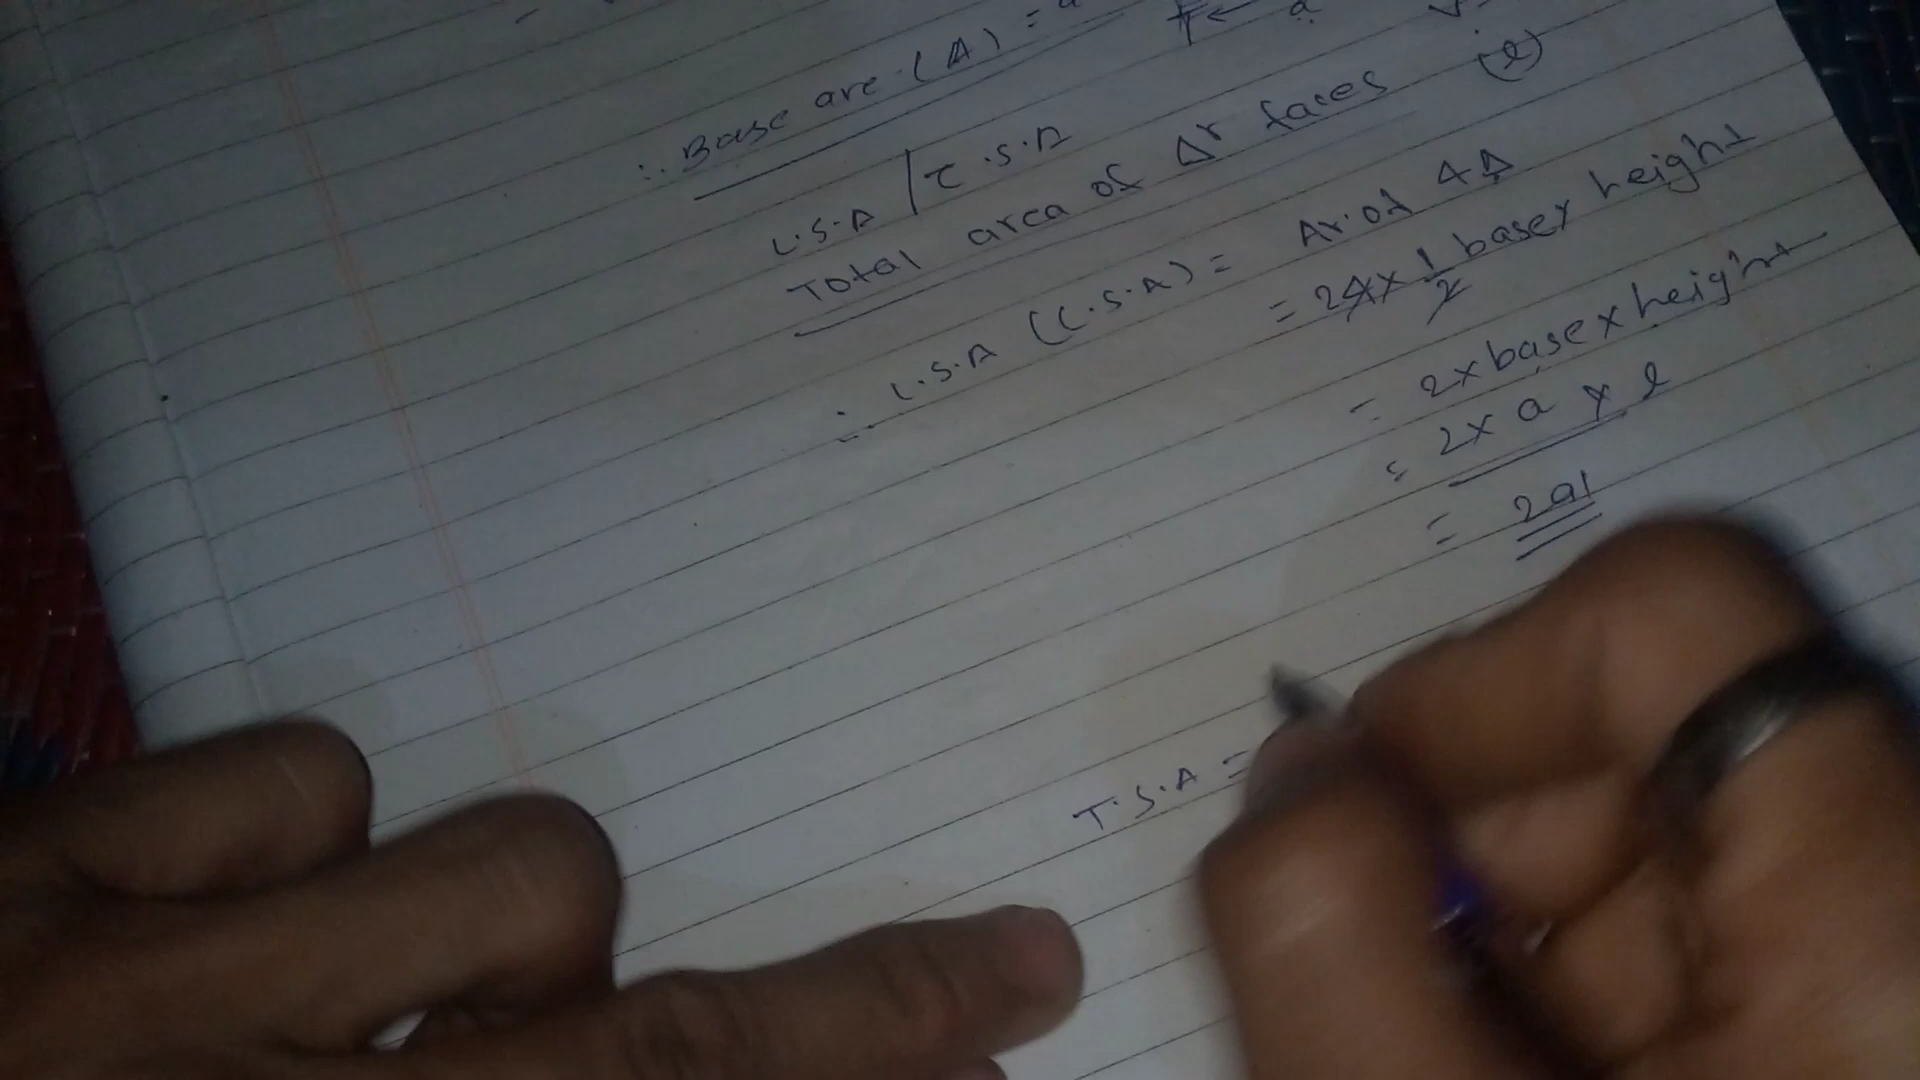 ∴ Base are (A) = a
L.S.A / T.S.A
(l)
Total area of Δr faces
∴ L.S.A (C.S.A) = Ar. of 4 Δ
= 2 4 × 1/2 base × height
= 2 × base × height
= 2 × a × l
= 2al
T.S.A =